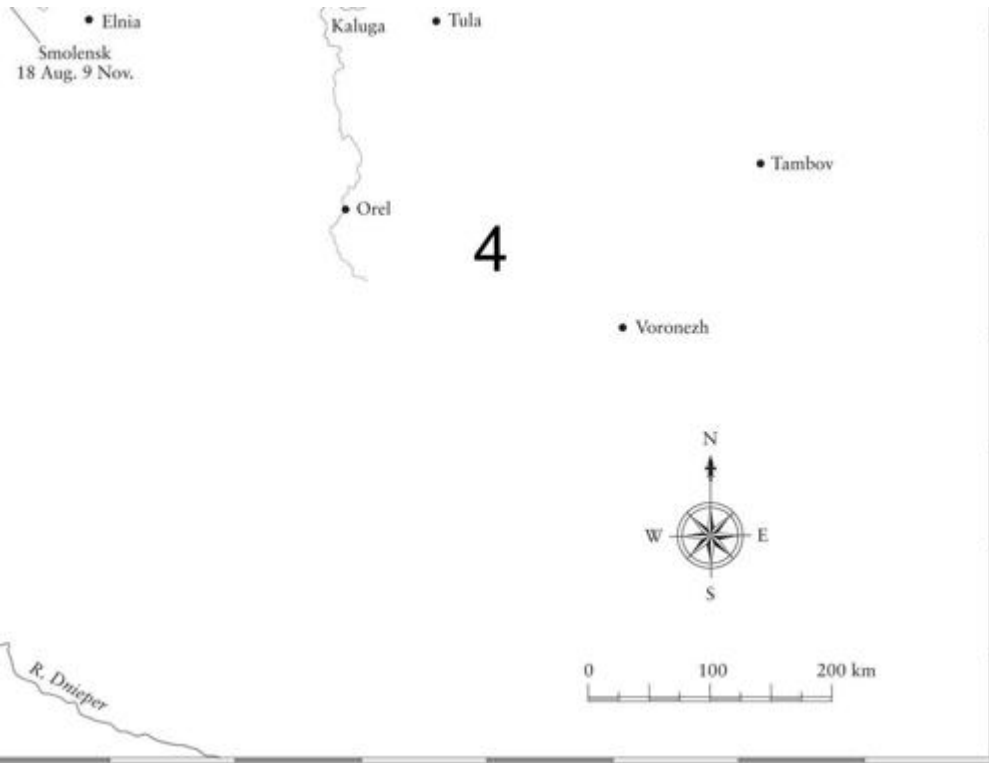 Elnia
Kaluga
Tula
Smolensk
18 Aug. 9 Nov.
Tambov
Orel
4
Voronezh
N
W
E
S
R. Dnieper
0 100 200 km